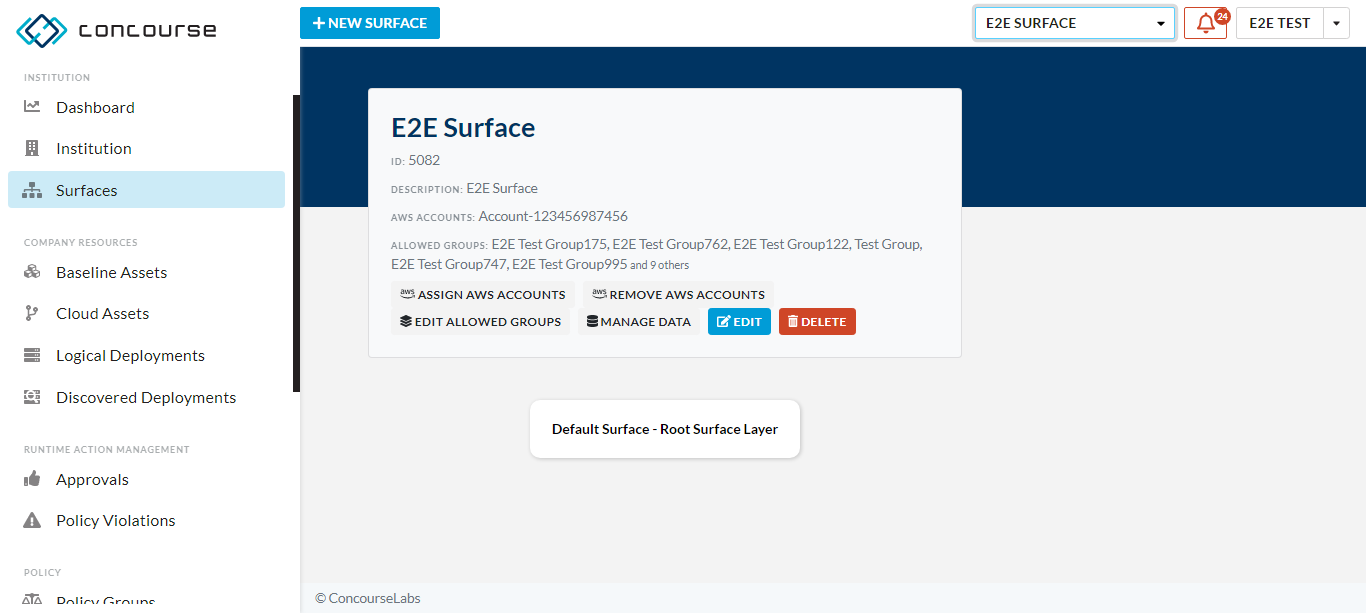 concourse
INSTITUTION
Dashboard
Institution
Surfaces
COMPANY RESOURCES
Baseline Assets
Cloud Assets
Logical Deployments
Discovered Deployments
RUNTIME ACTION MANAGEMENT
Approvals
Policy Violations
POLICY
Policy Groups
NEW SURFACE
E2E SURFACE
24
E2E TEST
E2E Surface
ID: 5082
DESCRIPTION: E2E Surface
AWS ACCOUNTS: Account-123456987456
ALLOWED GROUPS: E2E Test Group175, E2E Test Group762, E2E Test Group122, Test Group,
E2E Test Group747, E2E Test Group995 and 9 others
aws ASSIGN AWS ACCOUNTS aws REMOVE AWS ACCOUNTS
EDIT ALLOWED GROUPS MANAGE DATA EDIT DELETE
Default Surface - Root Surface Layer
© ConcourseLabs